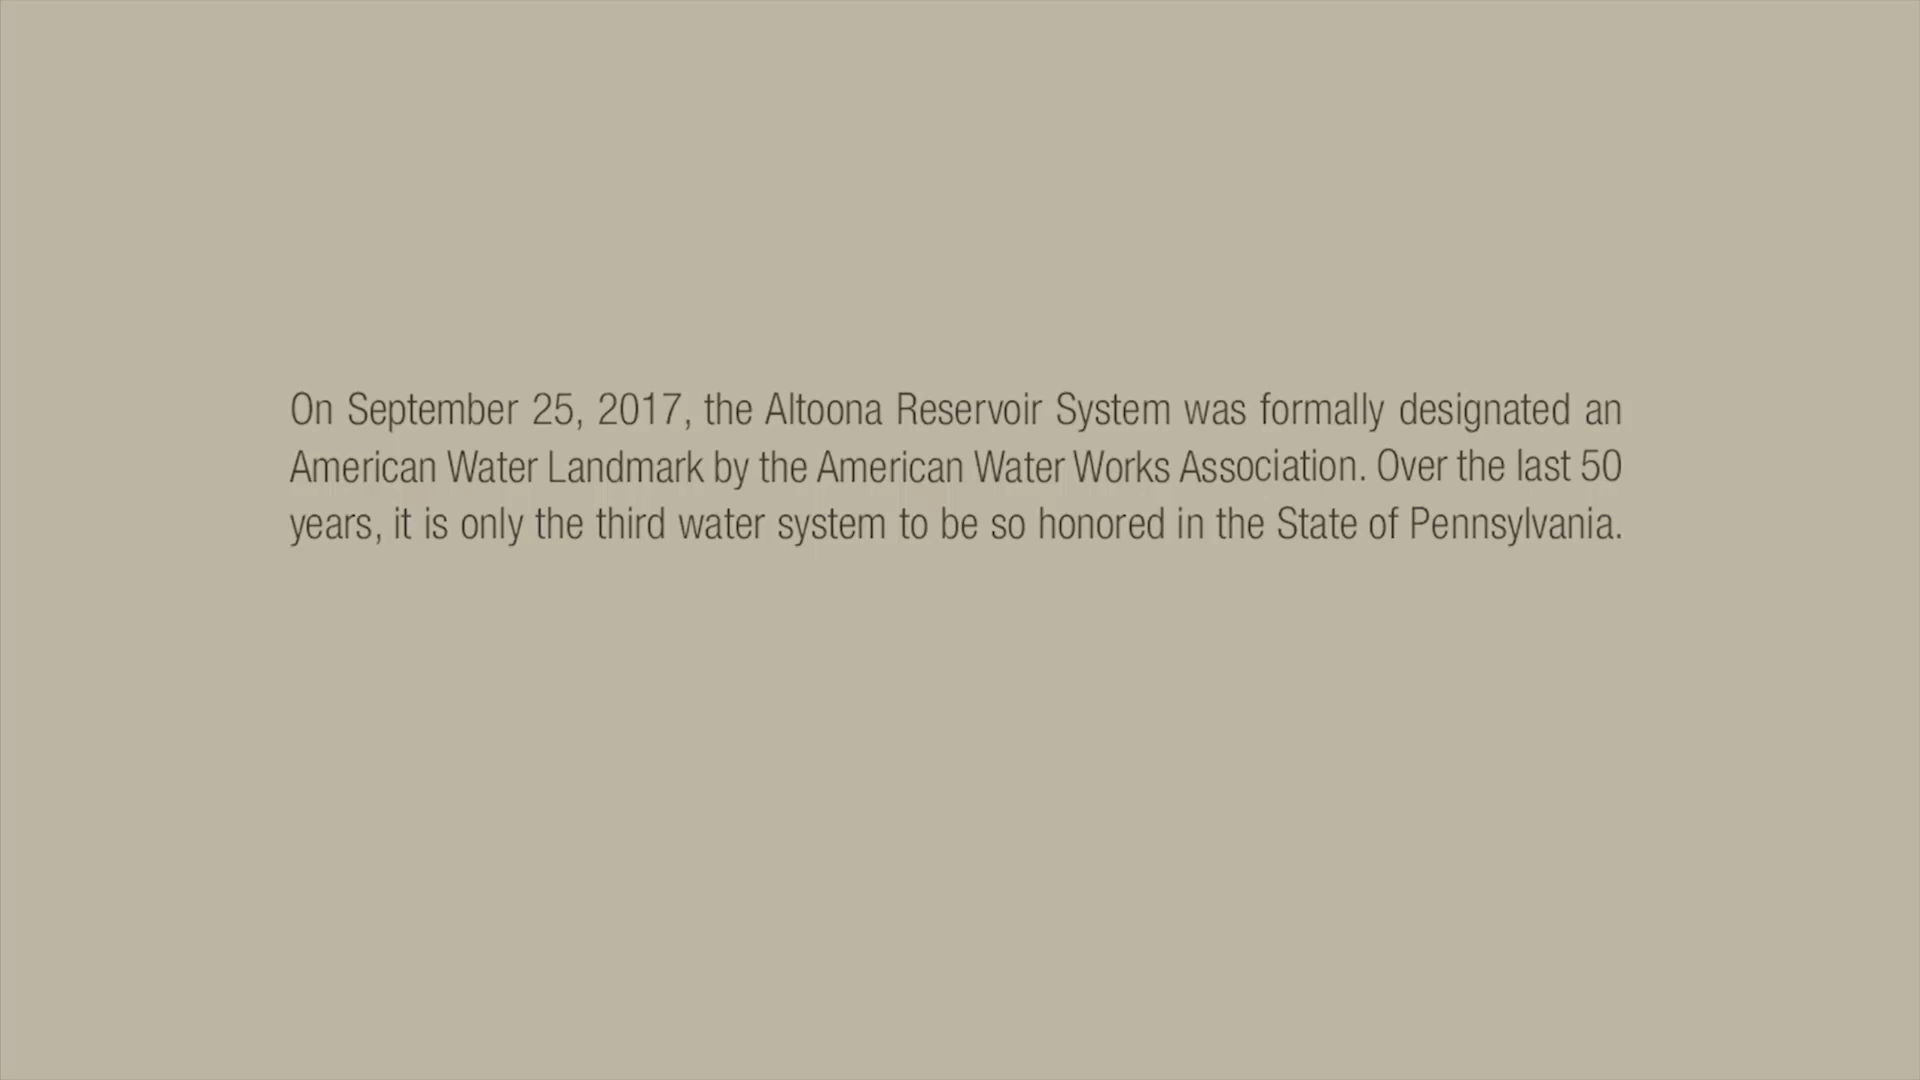 On September 25, 2017, the Altoona Reservoir System was formally designated an
American Water Landmark by the American Water Works Association. Over the last 50
years, it is only the third water system to be so honored in the State of Pennsylvania.